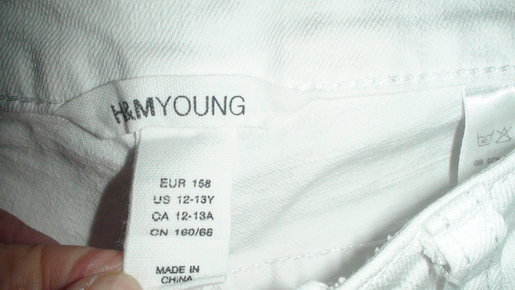 H&MYOUNG
EUR 158
US 12-13Y
CA 12-13A
CN 160/66
MADE IN
CHINA